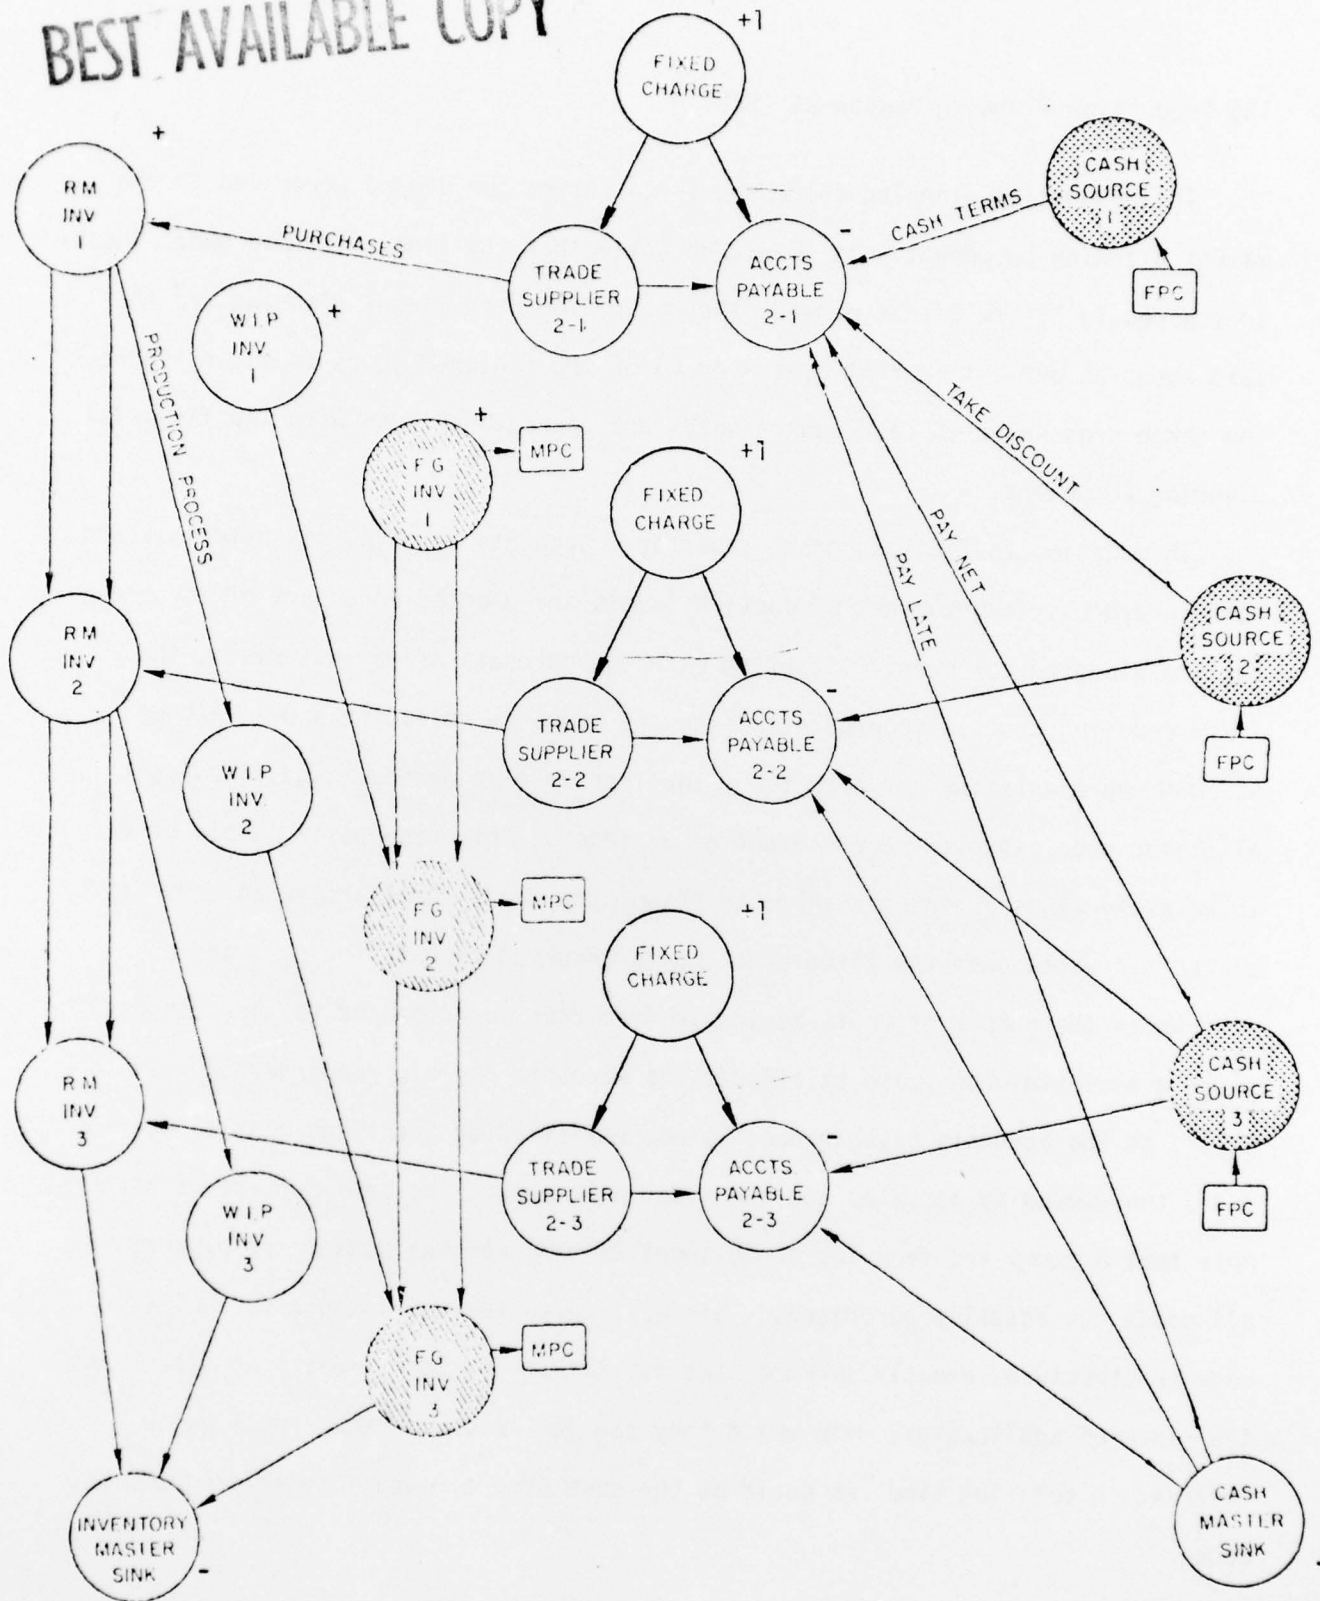 BEST AVAILABLE COPY
+1
FIXED
CHARGE
+
RM
INV
1
CASH
SOURCE
1
CASH TERMS
FPC
PURCHASES
TRADE
SUPPLIER
2-1
-
ACCTS
PAYABLE
2-1
W.I.P
INV.
1
+
PRODUCTION PROCESS
+
FG
INV
1
MPC
+1
FIXED
CHARGE
TAKE DISCOUNT
PAY NET
PAY LATE
RM
INV
2
CASH
SOURCE
2
FPC
TRADE
SUPPLIER
2-2
-
ACCTS
PAYABLE
2-2
W.I.P
INV.
2
FG
INV
2
MPC
+1
FIXED
CHARGE
RM
INV
3
CASH
SOURCE
3
FPC
TRADE
SUPPLIER
2-3
-
ACCTS
PAYABLE
2-3
W.I.P
INV
3
FG
INV
3
MPC
INVENTORY
MASTER
SINK
-
CASH
MASTER
SINK
-